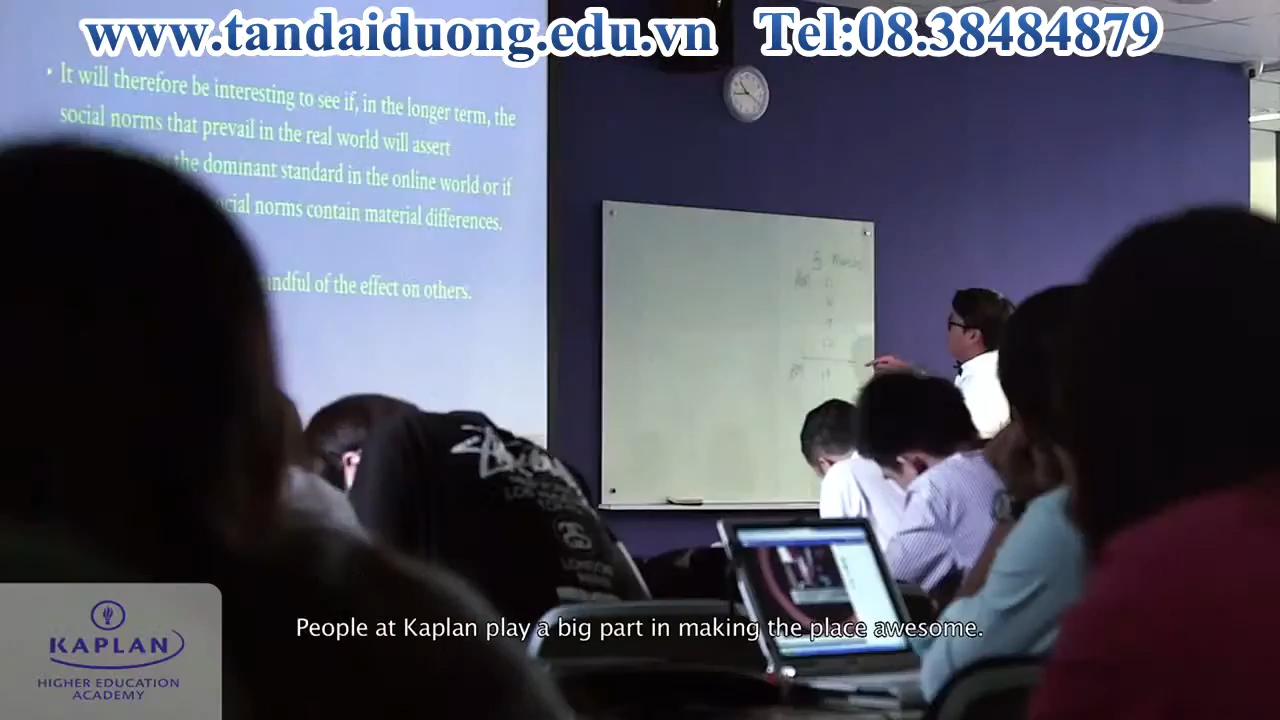 www.tandaiduong.edu.vn Tel:08.38484879
• It will therefore be interesting to see if, in the longer term, the
social norms that prevail in the real world will assert
the dominant standard in the online world or if
social norms contain material differences.
of the effect on others.
5
LONDON
People at Kaplan play a big part in making the place awesome.
KAPLAN
HIGHER EDUCATION
ACADEMY